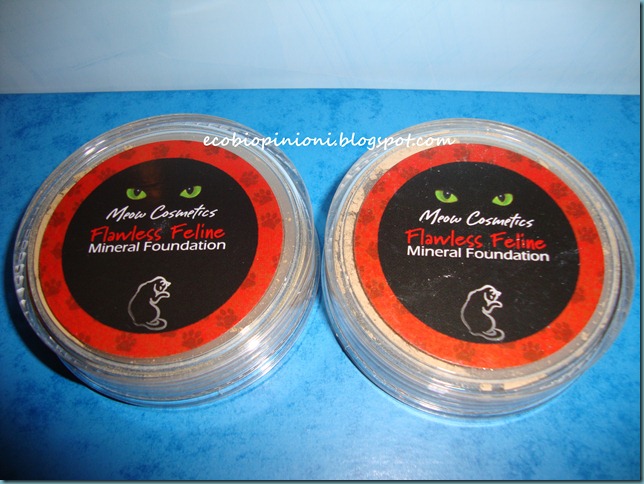 ecobiopinioni.blogspot.com
Meow Cosmetics
Flawless Feline
Mineral Foundation
Meow Cosmetics
Flawless Feline
Mineral Foundation